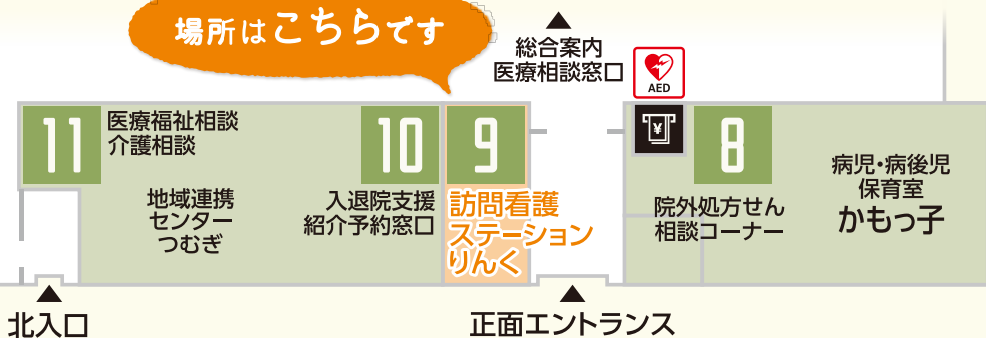 場所はこちらです
総合案内
医療相談窓口
AED
11
医療福祉相談
介護相談
10
9
¥
8
地域連携
センター
つむぎ
入退院支援
紹介予約窓口
訪問看護
ステーション
りんく
院外処方せん
相談コーナー
病児・病後児
保育室
かもっ子
北入口
正面エントランス